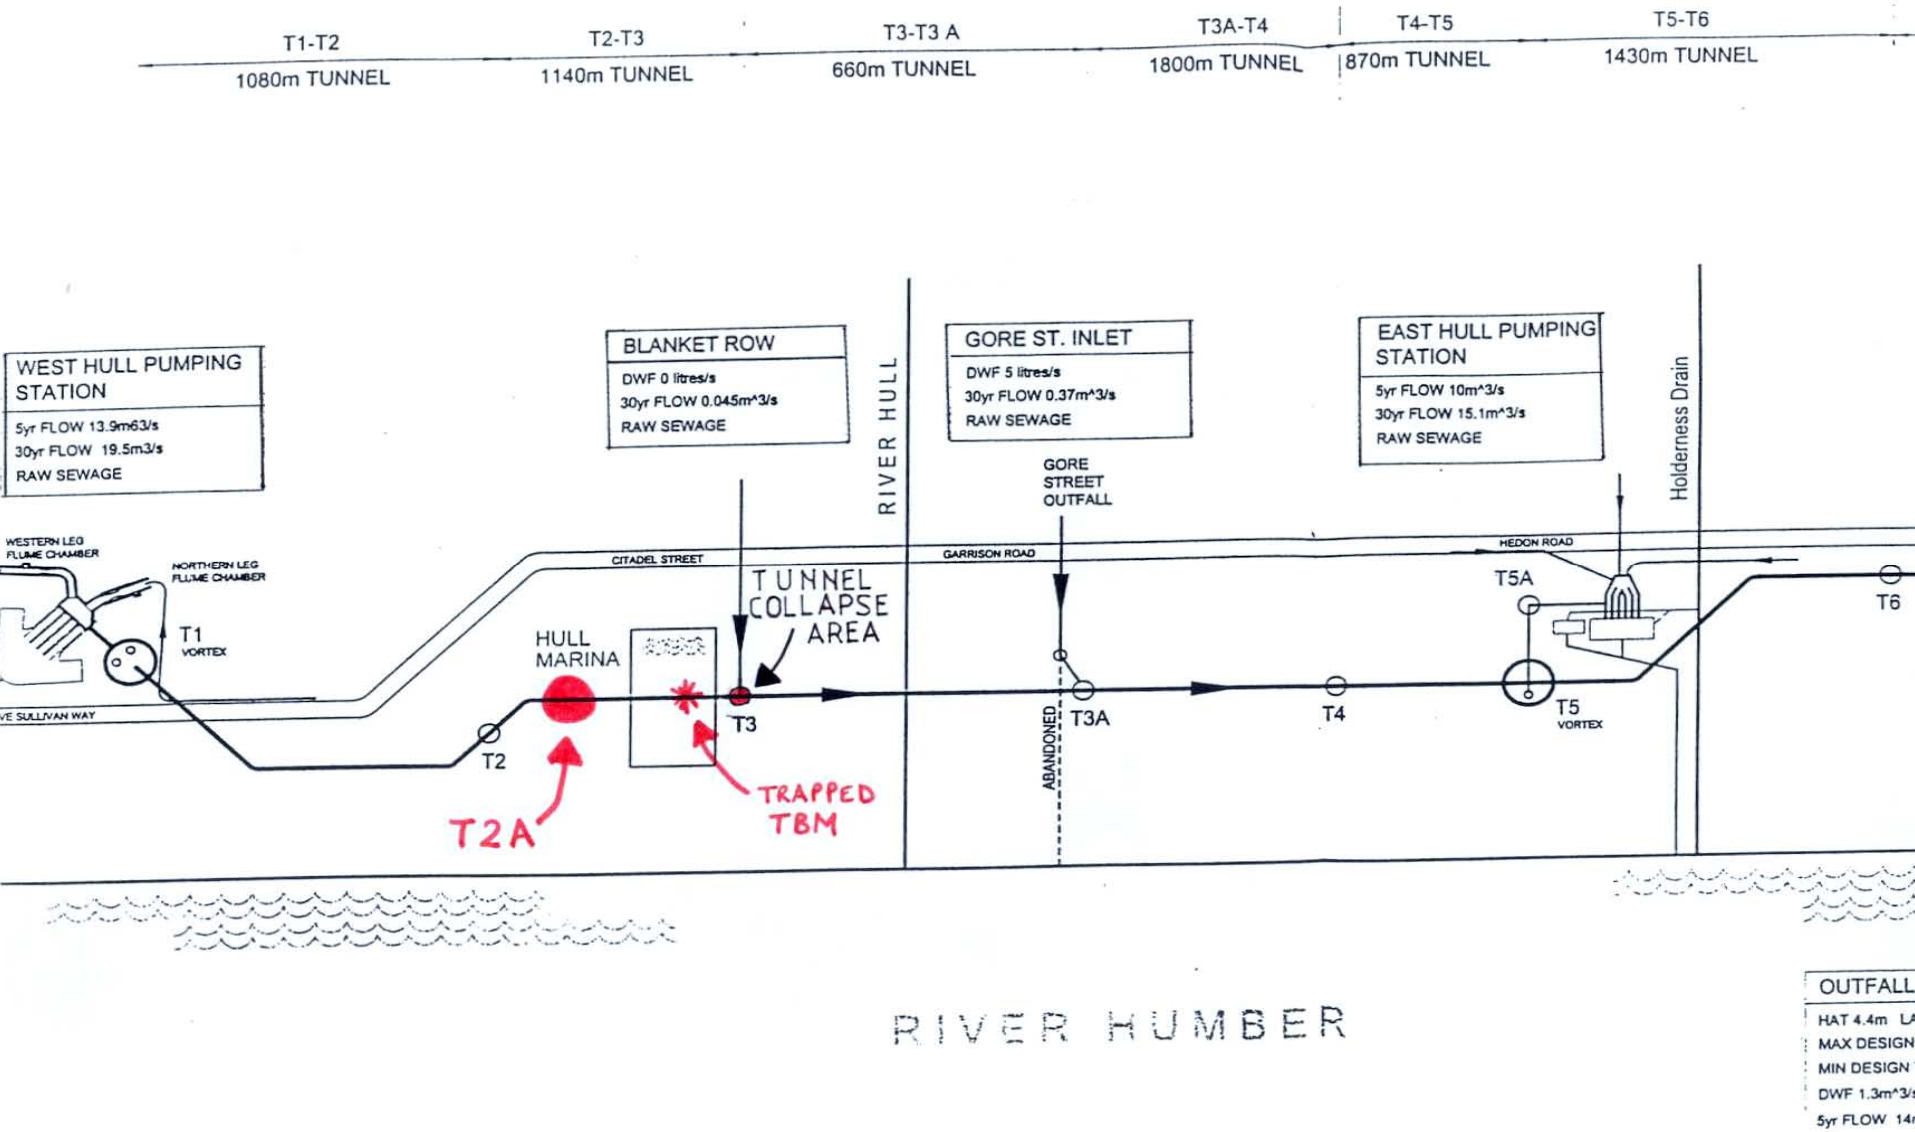 T1-T2
T2-T3
T3-T3 A
T3A-T4
T4-T5
T5-T6
1080m TUNNEL
1140m TUNNEL
660m TUNNEL
1800m TUNNEL
870m TUNNEL
1430m TUNNEL
WEST HULL PUMPING
STATION
5yr FLOW 13.9m63/s
30yr FLOW 19.5m3/s
RAW SEWAGE
BLANKET ROW
DWF 0 litres/s
30yr FLOW 0.045m^3/s
RAW SEWAGE
RIVER HULL
GORE ST. INLET
DWF 5 litres/s
30yr FLOW 0.37m^3/s
RAW SEWAGE
EAST HULL PUMPING
STATION
5yr FLOW 10m^3/s
30yr FLOW 15.1m^3/s
RAW SEWAGE
Holderness Drain
GORE
STREET
OUTFALL
WESTERN LEG
FLUME CHAMBER
NORTHERN LEG
FLUME CHAMBER
CITADEL STREET
GARRISON ROAD
HEDON ROAD
TUNNEL
COLLAPSE
AREA
T1
VORTEX
HULL
MARINA
T5A
T6
VE SULLIVAN WAY
T2
T3
T3A
T4
T5
VORTEX
ABANDONED
T2A
TRAPPED
TBM
RIVER HUMBER
OUTFALL
HAT 4.4m LA
MAX DESIGN
MIN DESIGN
DWF 1.3m^3/s
5yr FLOW 14m